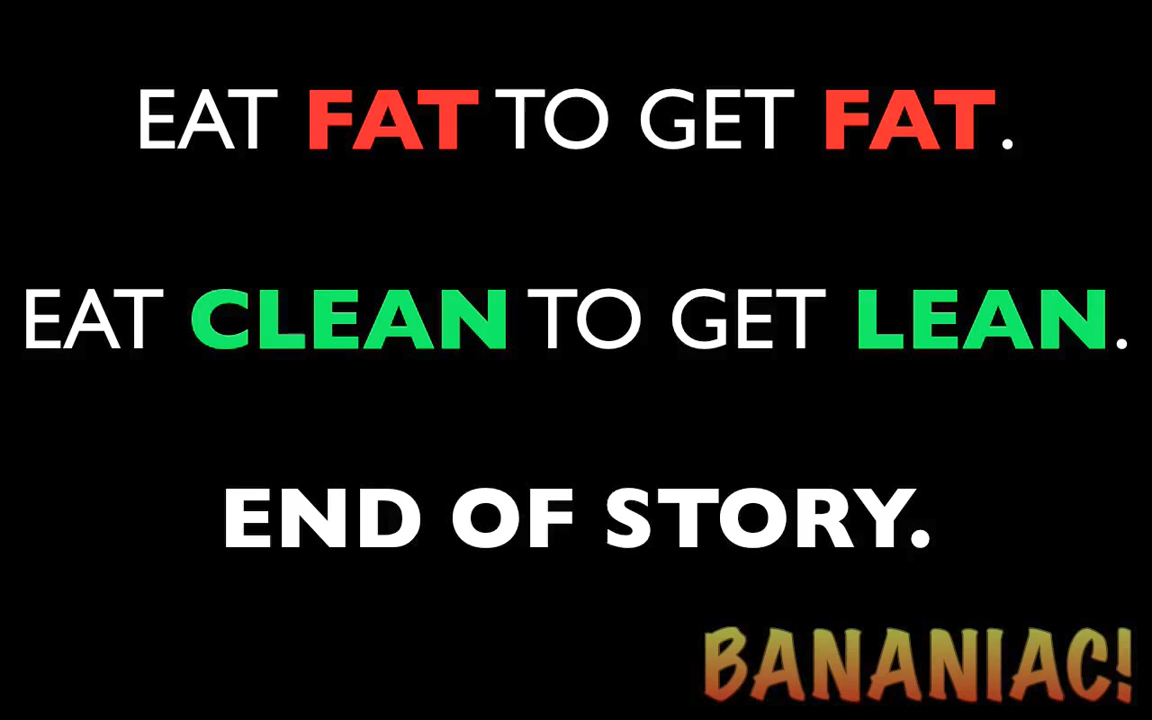 EAT FAT TO GET FAT.
EAT CLEAN TO GET LEAN.
END OF STORY.
BANANIAC!